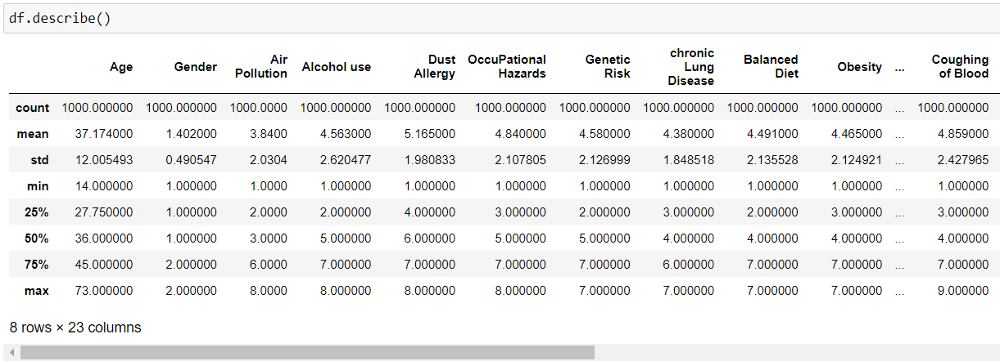 df.describe()
Age Gender Air Pollution Alcohol use Dust Allergy OccuPational Hazards Genetic Risk chronic Lung Disease Balanced Diet Obesity ... Coughing of Blood
count 1000.000000 1000.000000 1000.0000 1000.000000 1000.000000 1000.000000 1000.000000 1000.000000 1000.000000 1000.000000 ... 1000.000000
mean 37.174000 1.402000 3.8400 4.563000 5.165000 4.840000 4.580000 4.380000 4.491000 4.465000 ... 4.859000
std 12.005493 0.490547 2.0304 2.620477 1.980833 2.107805 2.126999 1.848518 2.135528 2.124921 ... 2.427965
min 14.000000 1.000000 1.0000 1.000000 1.000000 1.000000 1.000000 1.000000 1.000000 1.000000 ... 1.000000
25% 27.750000 1.000000 2.0000 2.000000 4.000000 3.000000 2.000000 3.000000 2.000000 3.000000 ... 3.000000
50% 36.000000 1.000000 3.0000 5.000000 6.000000 5.000000 5.000000 4.000000 4.000000 4.000000 ... 4.000000
75% 45.000000 2.000000 6.0000 7.000000 7.000000 7.000000 7.000000 6.000000 7.000000 7.000000 ... 7.000000
max 73.000000 2.000000 8.0000 8.000000 8.000000 8.000000 7.000000 7.000000 7.000000 7.000000 ... 9.000000
8 rows × 23 columns